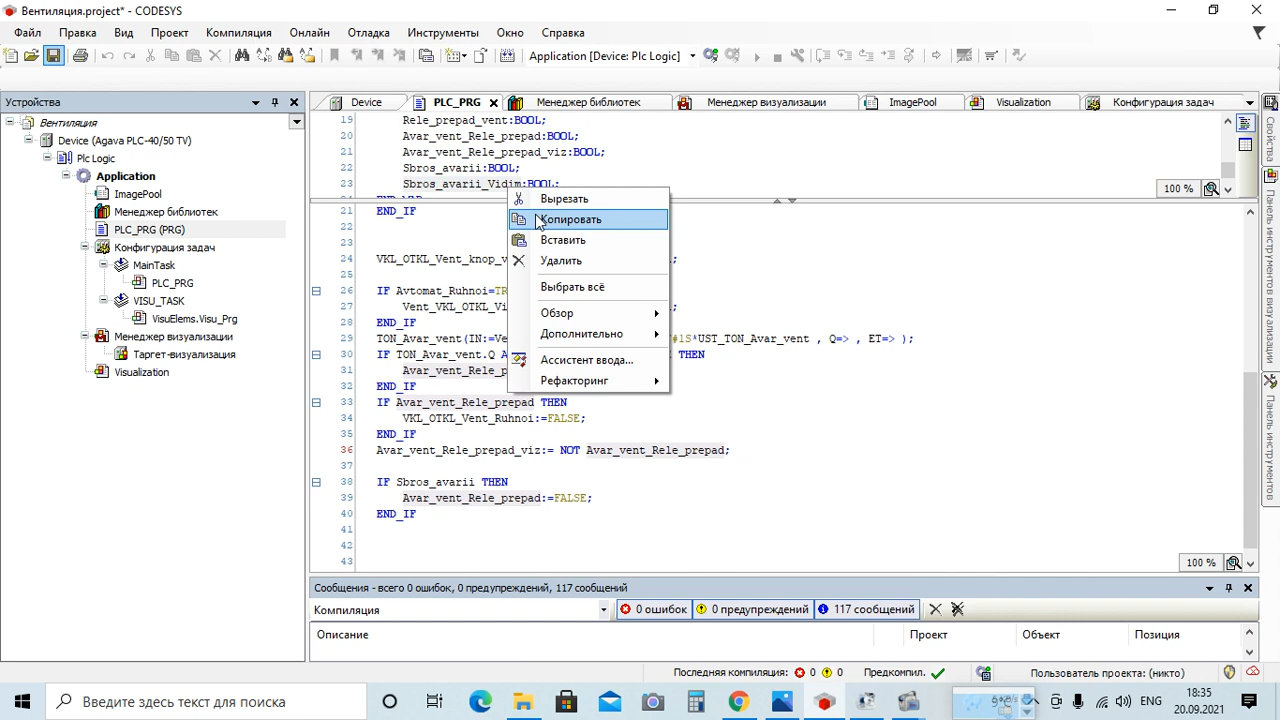 Вентиляция.project* - CODESYS
Файл Правка Вид Проект Компиляция Онлайн Отладка Инструменты Окно Справка
Application [Device: Plc Logic]
Устройства
Вентиляция
Device (Agava PLC-40/50 TV)
Plc Logic
Application
ImagePool
Менеджер библиотек
PLC_PRG (PRG)
Конфигурация задач
MainTask
PLC_PRG
VISU_TASK
VisuElems.Visu_Prg
Менеджер визуализации
Таргет-визуализация
Visualization
Device PLC_PRG Менеджер библиотек Менеджер визуализации ImagePool Visualization Конфигурация задач
19 Rele_prepad_vent:BOOL;
20 Avar_vent_Rele_prepad:BOOL;
21 Avar_vent_Rele_prepad_viz:BOOL;
22 Sbros_avarii:BOOL;
23 Sbros_avarii_Vidim:BOOL;
100 %
21 END_IF
22
23
24 VKL_OTKL_Vent_knop_v ;
25
26 IF Avtomat_Ruhnoi=TR
27 Vent_VKL_OTKL_Vi ;
28 END_IF
29 TON_Avar_vent(IN:=Ve #1S*UST_TON_Avar_vent , Q=> , ET=> );
30 IF TON_Avar_vent.Q A THEN
31 Avar_vent_Rele_p
32 END_IF
33 IF Avar_vent_Rele_prepad THEN
34 VKL_OTKL_Vent_Ruhnoi:=FALSE;
35 END_IF
36 Avar_vent_Rele_prepad_viz:= NOT Avar_vent_Rele_prepad;
37
38 IF Sbros_avarii THEN
39 Avar_vent_Rele_prepad:=FALSE;
40 END_IF
41
42
43
100 %
Вырезать
Копировать
Вставить
Удалить
Выбрать всё
Обзор
Дополнительно
Ассистент ввода...
Рефакторинг
Свойства
Панель визуализации
Панель инструментов
Сообщения - всего 0 ошибок, 0 предупреждений, 117 сообщений
Компиляция 0 ошибок 0 предупреждений 117 сообщений
Описание Проект Объект Позиция
Последняя компиляция: 0 0 Предкомпил. Пользователь проекта: (никто)
Введите здесь текст для поиска
ENG
18:35
20.09.2021